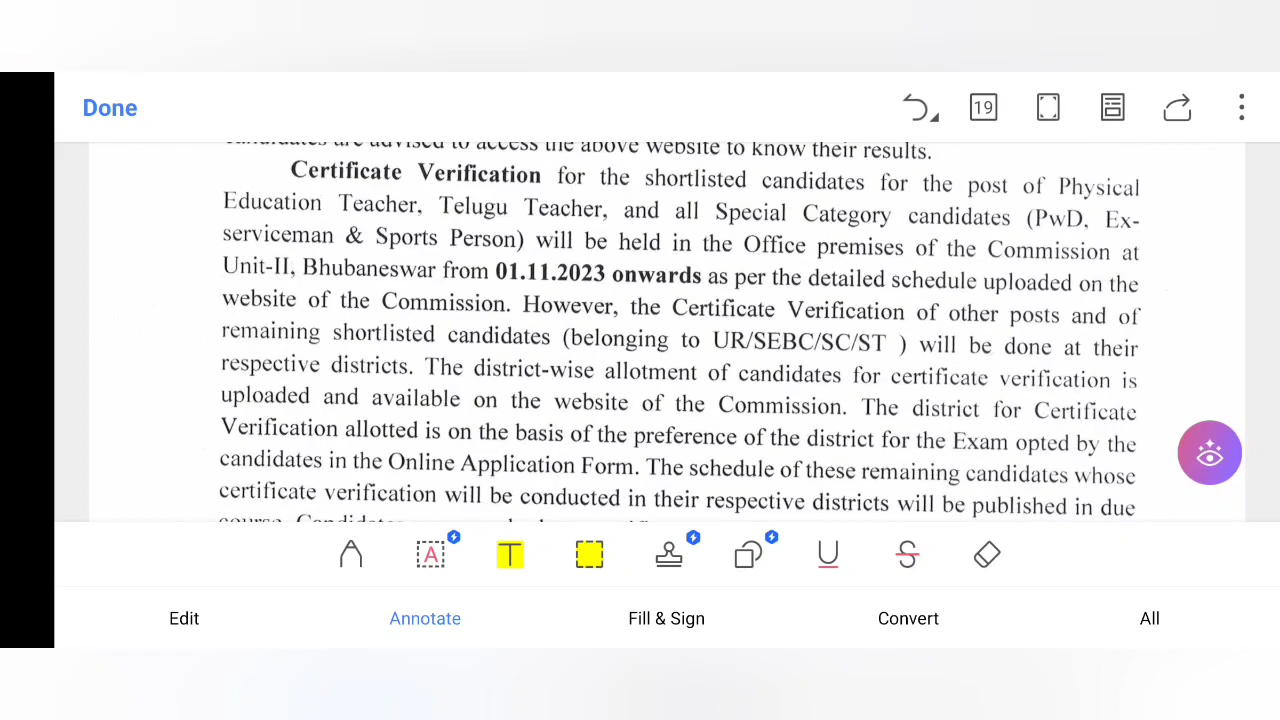 Done
19
candidates are advised to access the above website to know their results.
Certificate Verification for the shortlisted candidates for the post of Physical
Education Teacher, Telugu Teacher, and all Special Category candidates (PwD, Ex-
serviceman & Sports Person) will be held in the Office premises of the Commission at
Unit-II, Bhubaneswar from 01.11.2023 onwards as per the detailed schedule uploaded on the
website of the Commission. However, the Certificate Verification of other posts and of
remaining shortlisted candidates (belonging to UR/SEBC/SC/ST ) will be done at their
respective districts. The district-wise allotment of candidates for certificate verification is
uploaded and available on the website of the Commission. The district for Certificate
Verification allotted is on the basis of the preference of the district for the Exam opted by the
candidates in the Online Application Form. The schedule of these remaining candidates whose
certificate verification will be conducted in their respective districts will be published in due
A T U S
Edit Annotate Fill & Sign Convert All